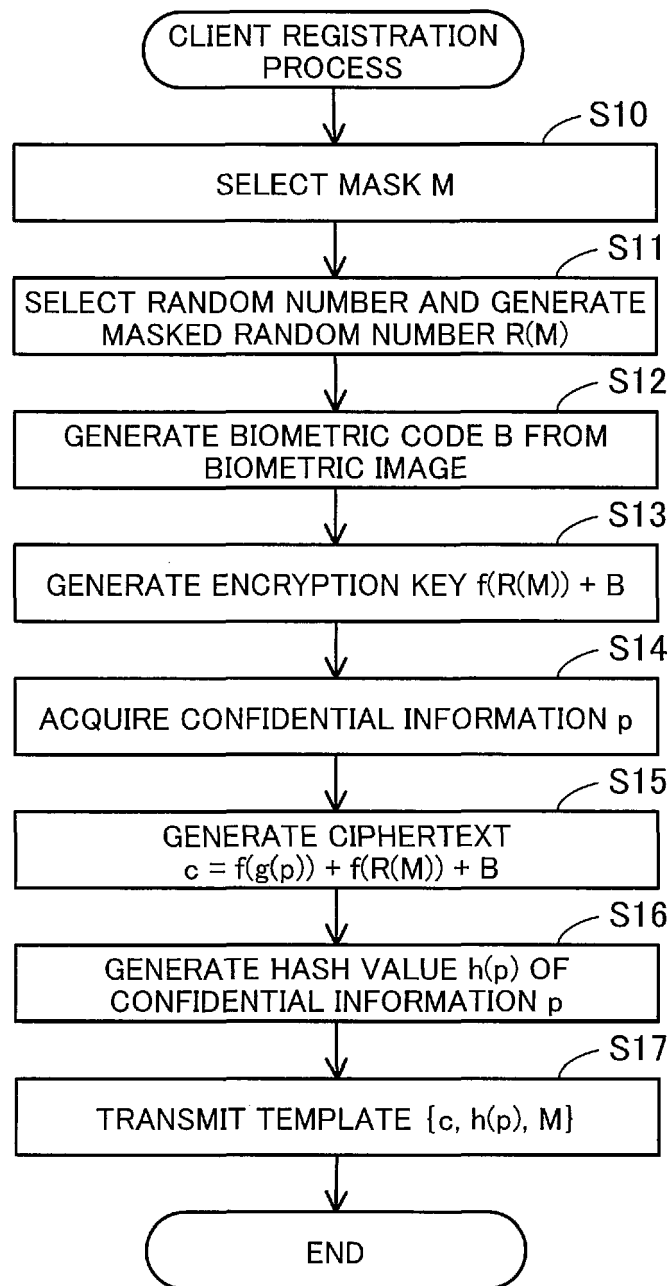 CLIENT REGISTRATION
PROCESS
S10
SELECT MASK M
S11
SELECT RANDOM NUMBER AND GENERATE
MASKED RANDOM NUMBER R(M)
S12
GENERATE BIOMETRIC CODE B FROM
BIOMETRIC IMAGE
S13
GENERATE ENCRYPTION KEY f(R(M)) + B
S14
ACQUIRE CONFIDENTIAL INFORMATION p
S15
GENERATE CIPHERTEXT
c = f(g(p)) + f(R(M)) + B
S16
GENERATE HASH VALUE h(p) OF
CONFIDENTIAL INFORMATION p
S17
TRANSMIT TEMPLATE {c, h(p), M}
END